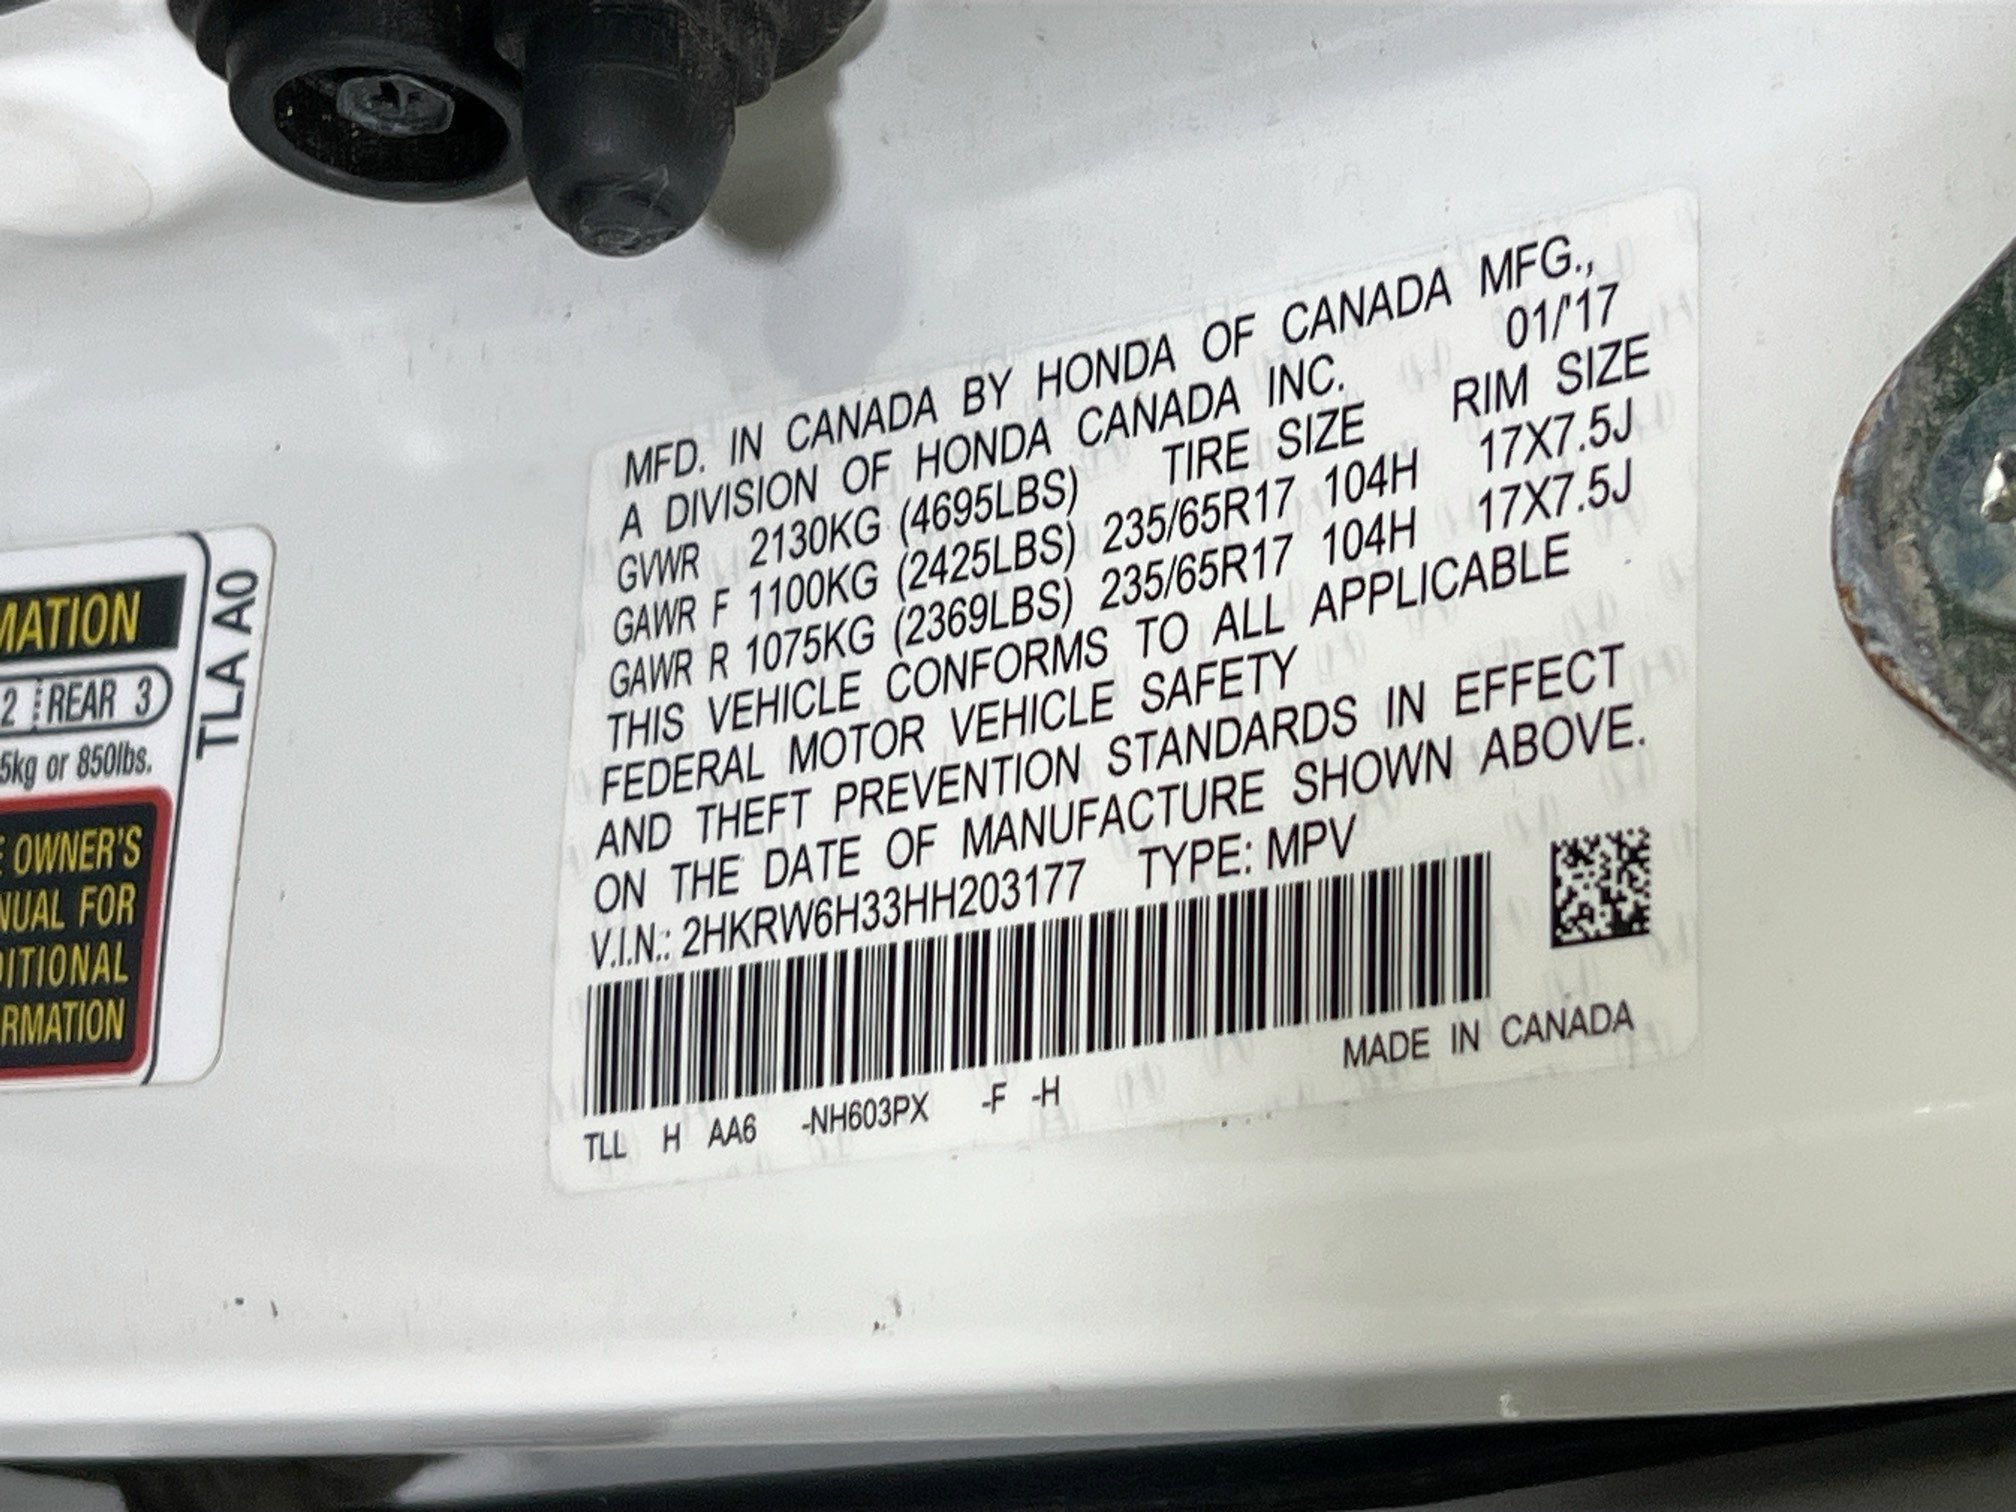 MFD. IN CANADA BY HONDA OF CANADA MFG.,
A DIVISION OF HONDA CANADA INC. 01/'17
GVWR 2130KG (4695LBS) TIRE SIZE RIM SIZE
GAWR F 1100KG (2425LBS) 235/65R17 104H 17X7.5J
GAWR R 1075KG (2369LBS) 235/65R17 104H 17X7.5J
THIS VEHICLE CONFORMS TO ALL APPLICABLE
FEDERAL MOTOR VEHICLE SAFETY
AND THEFT PREVENTION STANDARDS IN EFFECT
ON THE DATE OF MANUFACTURE SHOWN ABOVE.
V.I.N.: 2HKRW6H33HH203177 TYPE: MPV
MADE IN CANADA
TLL H AA6 -NH603PX -F -H
MATION
2 REAR 3
5kg or 850lbs.
E OWNER'S
NUAL FOR
DITIONAL
RMATION
TLA A0